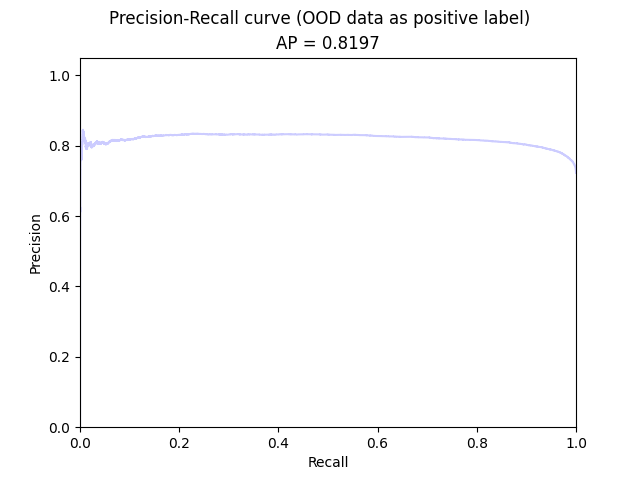 Precision-Recall curve (OOD data as positive label)
AP = 0.8197
1.0
0.8
0.6
0.4
0.2
0.0
Precision
0.0 0.2 0.4 0.6 0.8 1.0
Recall